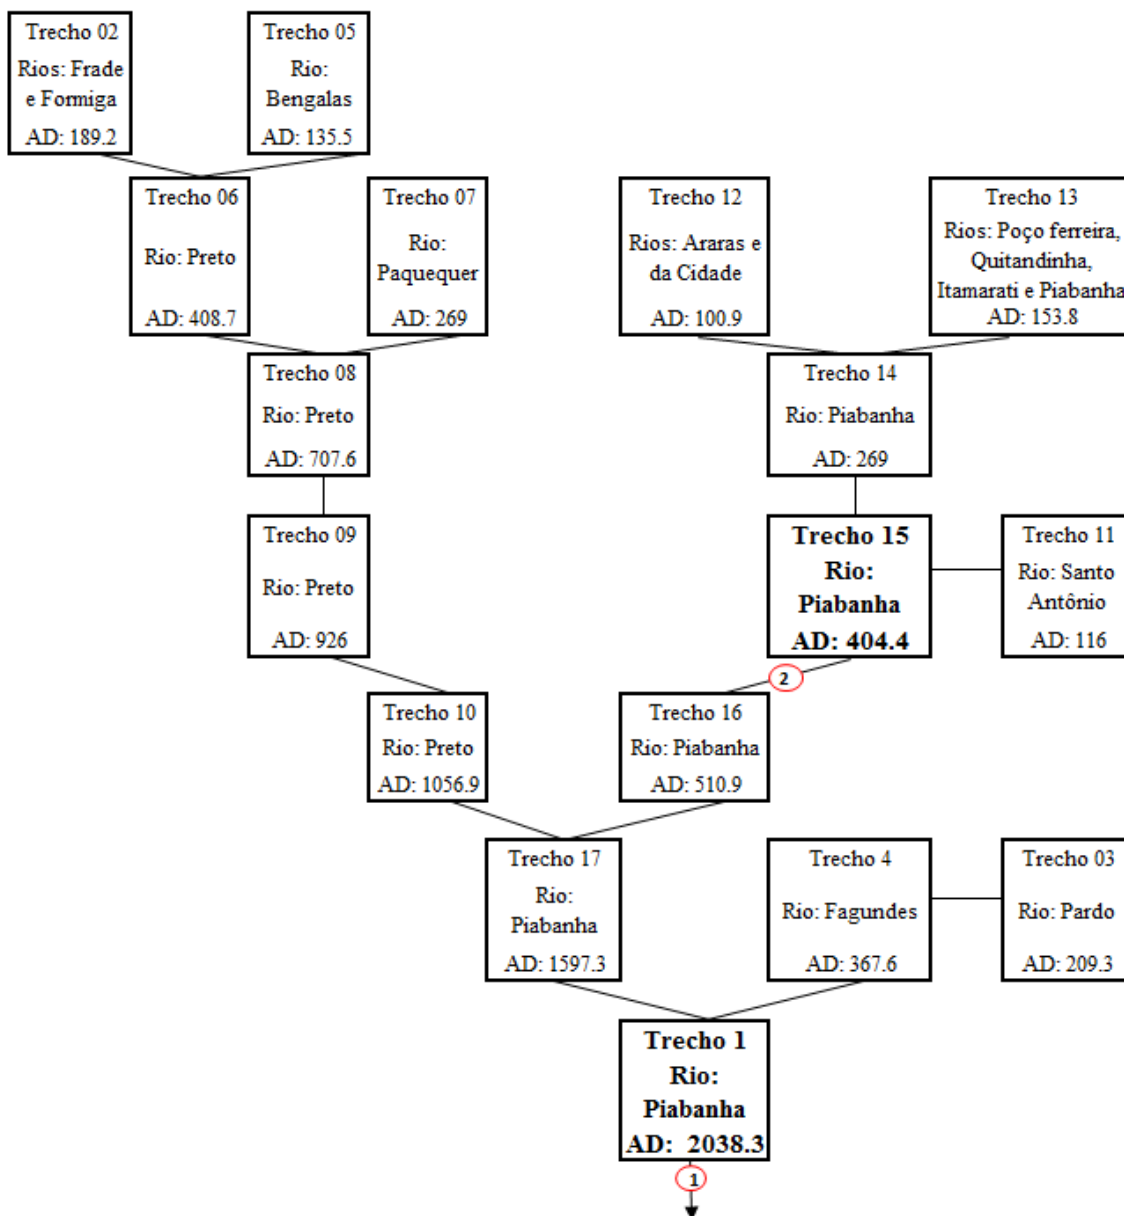 Trecho 02
Rios: Frade
e Formiga
AD: 189.2
Trecho 05
Rio:
Bengalas
AD: 135.5
Trecho 06
Rio: Preto
AD: 408.7
Trecho 07
Rio:
Paquequer
AD: 269
Trecho 12
Rios: Araras e
da Cidade
AD: 100.9
Trecho 13
Rios: Poço ferreira,
Quitandinha,
Itamarati e Piabanha
AD: 153.8
Trecho 08
Rio: Preto
AD: 707.6
Trecho 14
Rio: Piabanha
AD: 269
Trecho 09
Rio: Preto
AD: 926
Trecho 15
Rio:
Piabanha
AD: 404.4
Trecho 11
Rio: Santo
Antônio
AD: 116
2
Trecho 10
Rio: Preto
AD: 1056.9
Trecho 16
Rio: Piabanha
AD: 510.9
Trecho 17
Rio:
Piabanha
AD: 1597.3
Trecho 4
Rio: Fagundes
AD: 367.6
Trecho 03
Rio: Pardo
AD: 209.3
Trecho 1
Rio:
Piabanha
AD: 2038.3
1